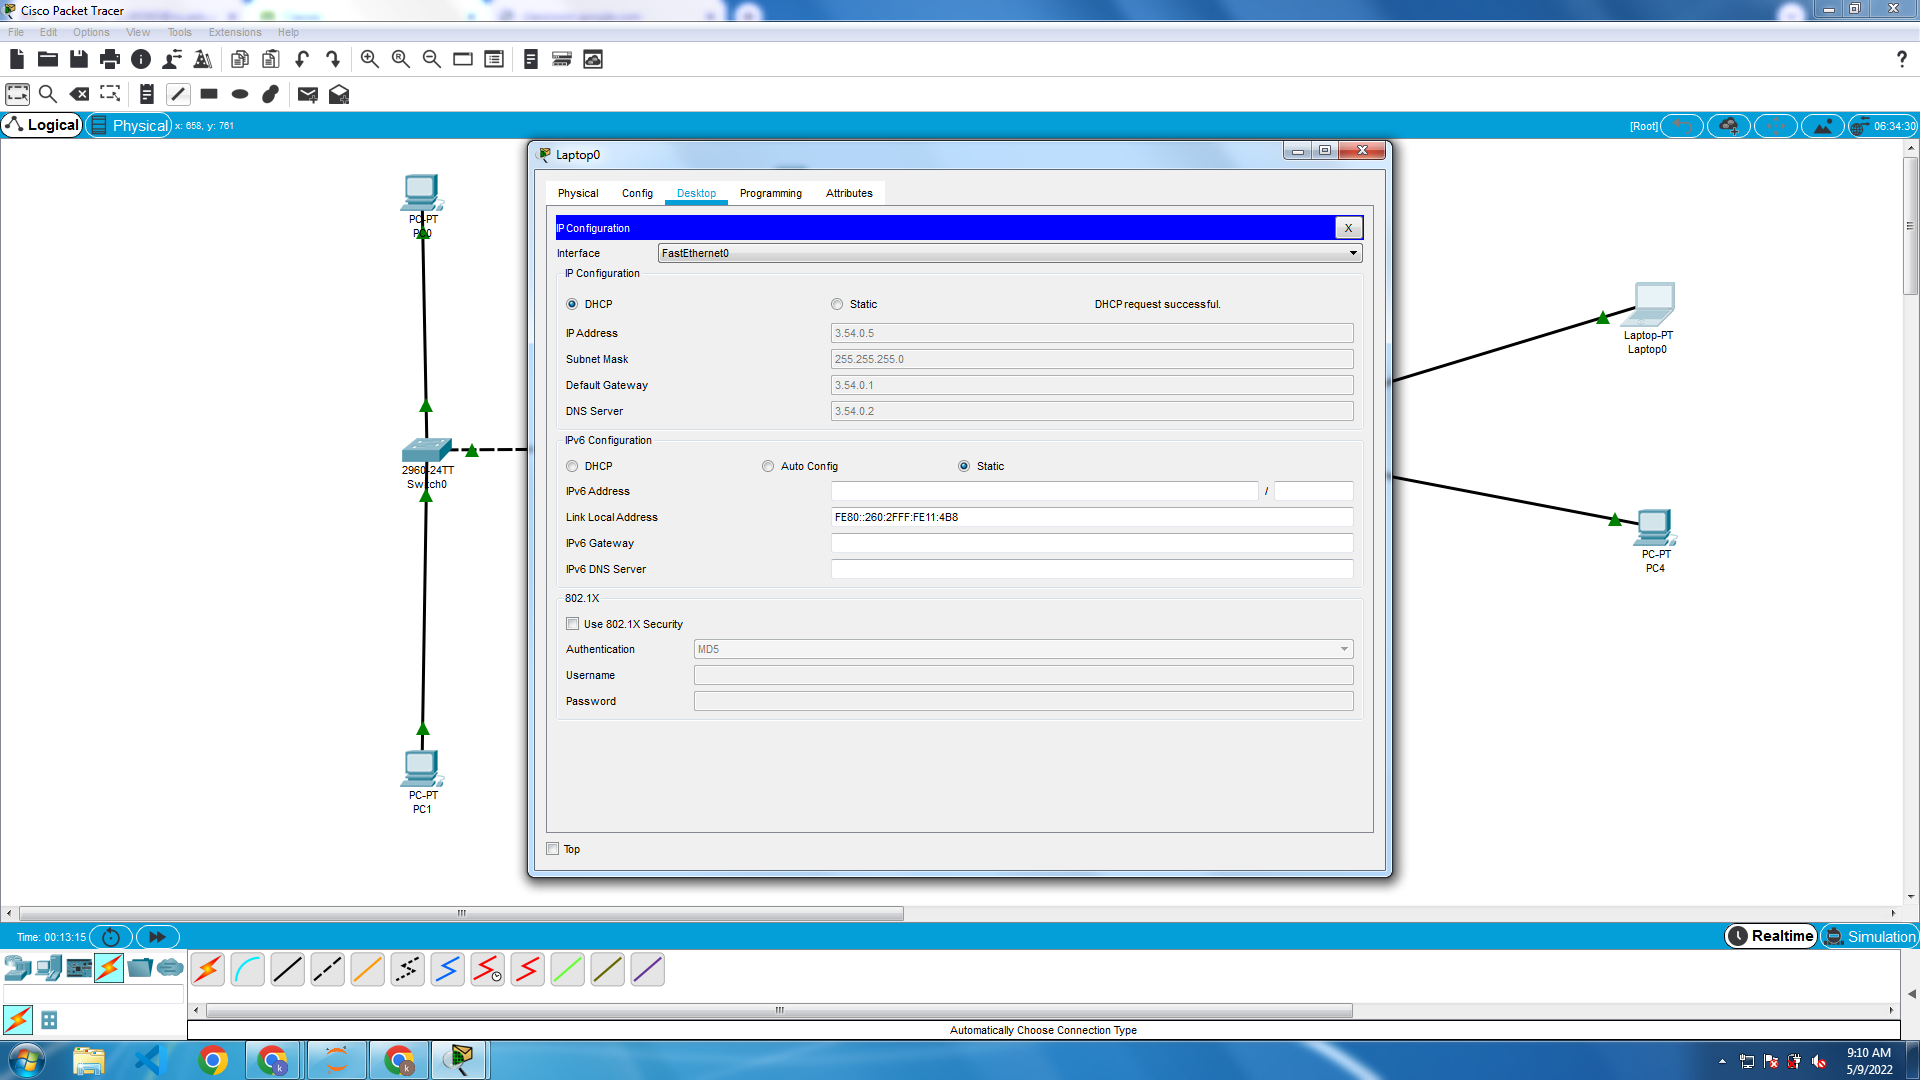 Cisco Packet Tracer
File Edit Options View Tools Extensions Help
?
Logical
Physical
x: 658, y: 761
[Root]
06:34:30
PC-PT
PC0
2960-24TT
Switch0
PC-PT
PC1
Laptop0
Physical Config Desktop Programming Attributes
IP Configuration
X
Interface
FastEthernet0
IP Configuration
DHCP
Static
DHCP request successful.
IP Address
3.54.0.5
Subnet Mask
255.255.255.0
Default Gateway
3.54.0.1
DNS Server
3.54.0.2
IPv6 Configuration
DHCP
Auto Config
Static
IPv6 Address
/
Link Local Address
FE80::260:2FFF:FE11:4B8
IPv6 Gateway
IPv6 DNS Server
802.1X
Use 802.1X Security
Authentication
MD5
Username
Password
Top
Laptop-PT
Laptop0
PC-PT
PC4
Time: 00:13:15
Realtime
Simulation
Automatically Choose Connection Type
k
k
9:10 AM
5/9/2022